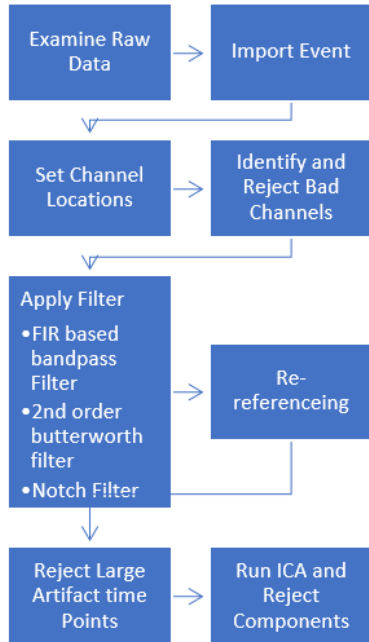 Examine Raw
Data
Import Event
Set Channel
Locations
Identify and
Reject Bad
Channels
Apply Filter
•FIR based
bandpass
Filter
•2nd order
butterworth
filter
•Notch Filter
Re-
referenceing
Reject Large
Artifact time
Points
Run ICA and
Reject
Components